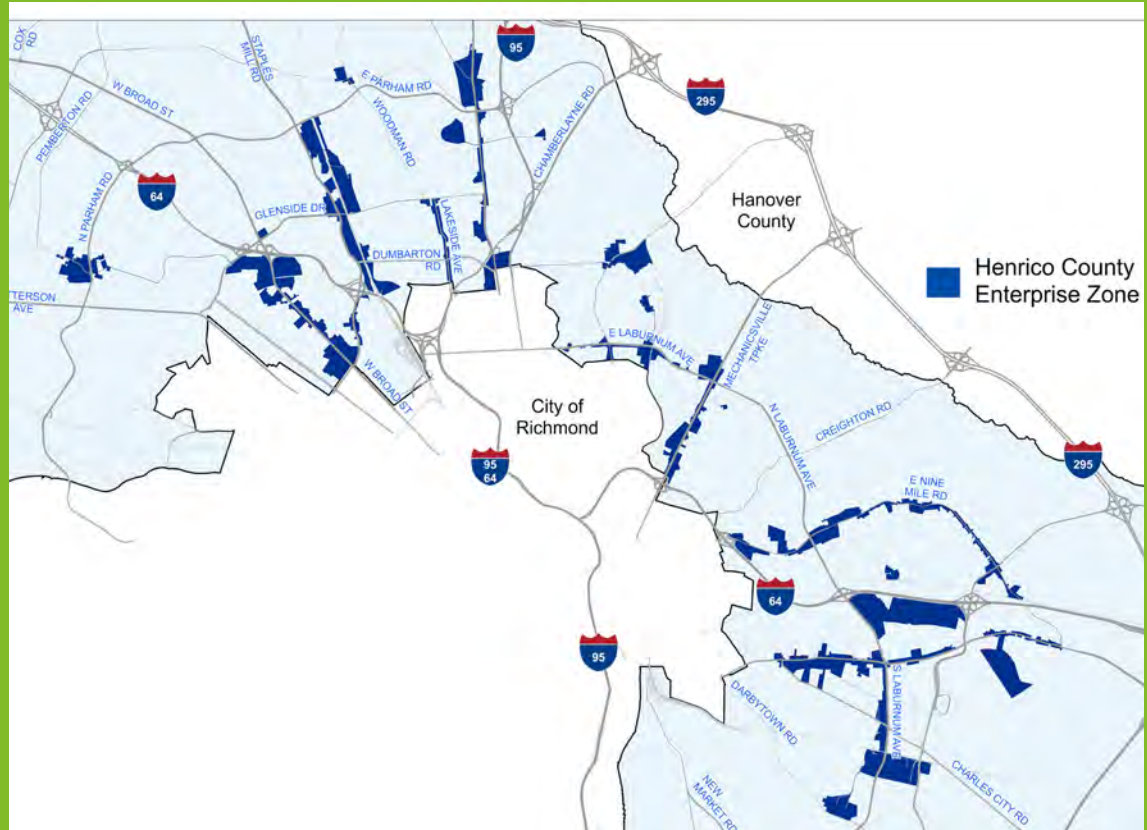 COX
RD
STAPLES
MILL RD
95
W BROAD ST
E PARHAM RD
WOODMAN RD
CHAMBERLAYNE RD
295
PEMBERTON RD
64
N PARHAM RD
GLENSIDE DR
LAKESIDE AVE
DUMBARTON
RD
Hanover
County
Henrico County
Enterprise Zone
TERSON
AVE
E LABURNUM AVE
MECHANICSVILLE
TPKE
W BROAD ST
City of
Richmond
N LABURNUM AVE
CREIGHTON RD
95
64
295
E NINE
MILE RD
64
95
DARBYTOWN RD
S LABURNUM AVE
CHARLES CITY RD
NEW
MARKET RD